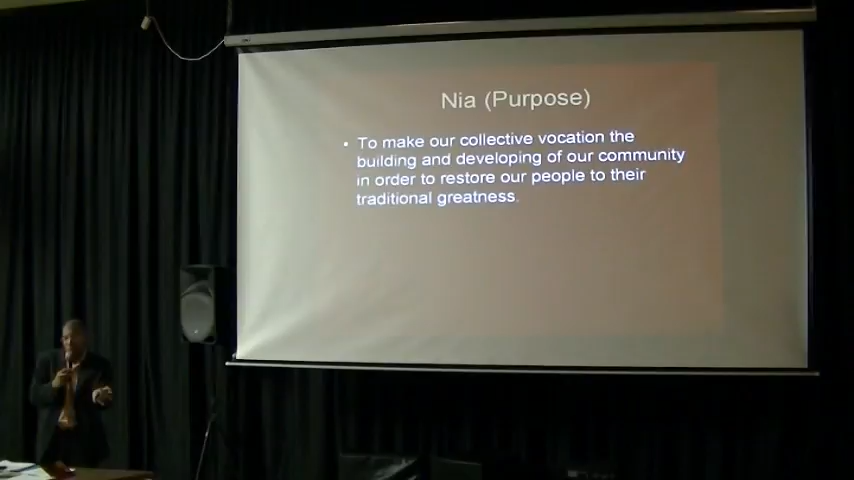 Nia (Purpose)
• To make our collective vocation the
building and developing of our community
in order to restore our people to their
traditional greatness.